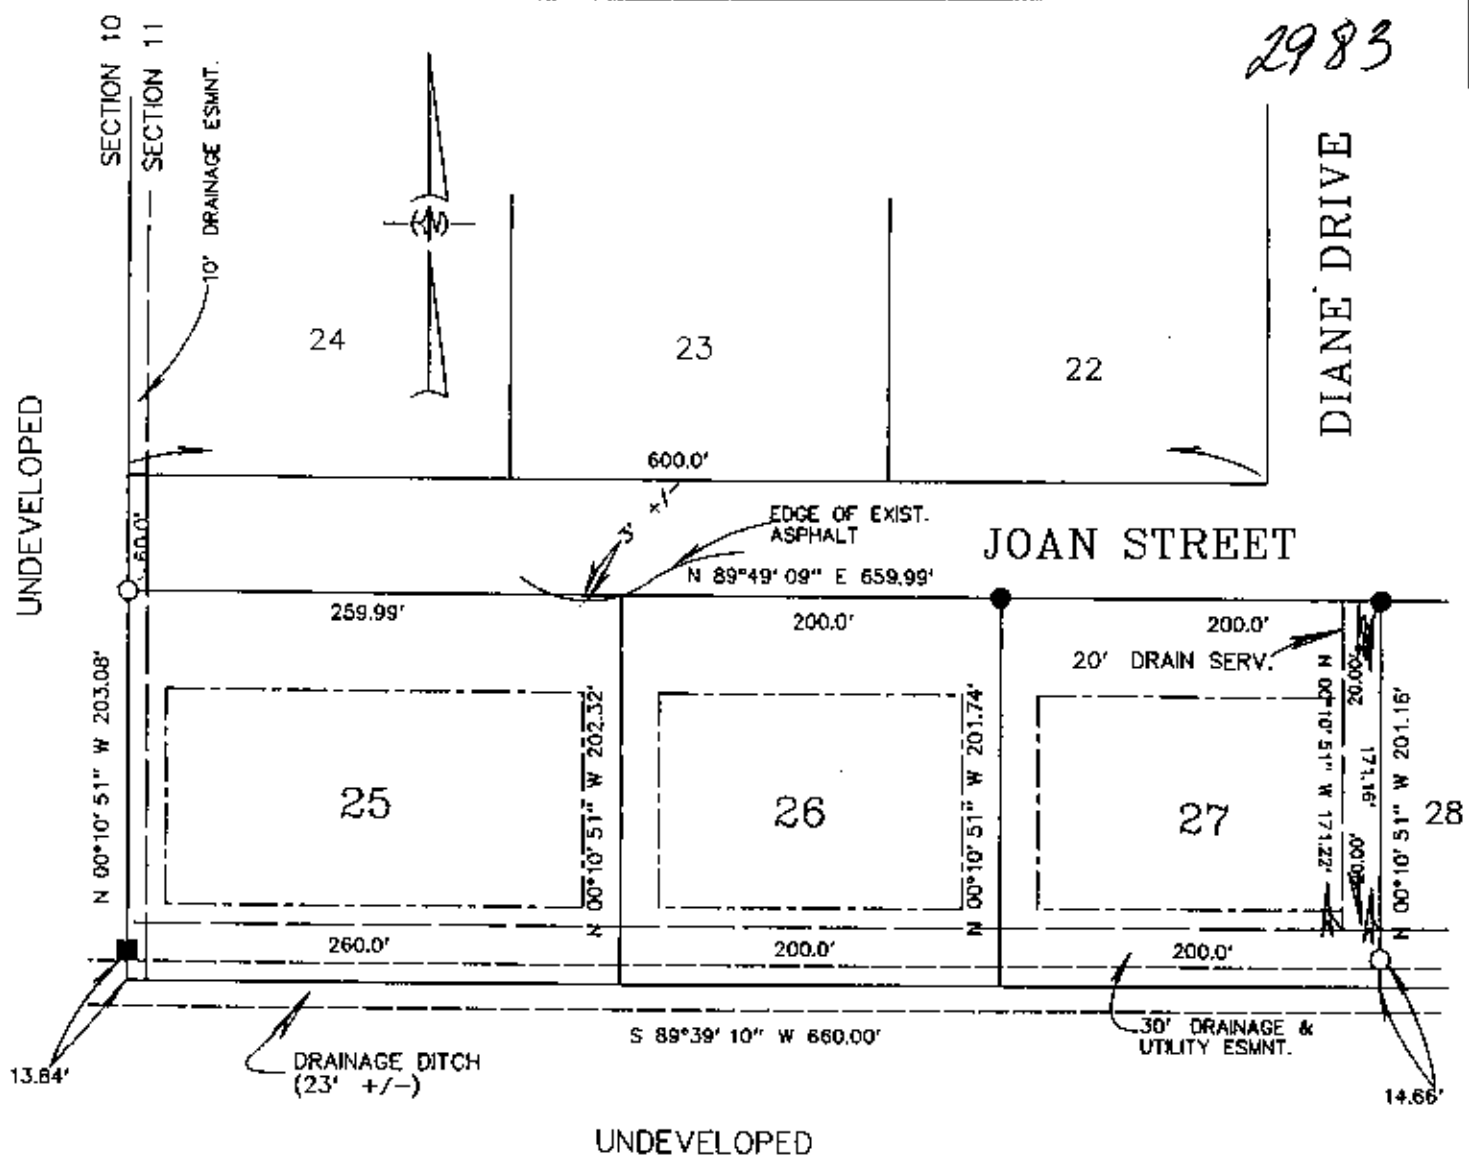 2983
SECTION 10
SECTION 11
10' DRAINAGE ESMNT.
DIANE DRIVE
24
23
22
UNDEVELOPED
600.0'
60.0'
3'
EDGE OF EXIST.
ASPHALT
JOAN STREET
N 89°49' 09" E 659.99'
259.99'
200.0'
200.0'
20' DRAIN SERV.
N 00°10' 51" W 203.08'
N 00°10' 51" W 202.32'
N 00°10' 51" W 201.74'
N 00°10' 51" W 171.22'
20.00'
171.16'
20.00'
N 00°10' 51" W 201.16'
25
26
27
28
260.0'
200.0'
200.0'
S 89°39' 10" W 660.00'
30' DRAINAGE &
UTILITY ESMNT.
DRAINAGE DITCH
(23' +/-)
13.64'
14.66'
UNDEVELOPED